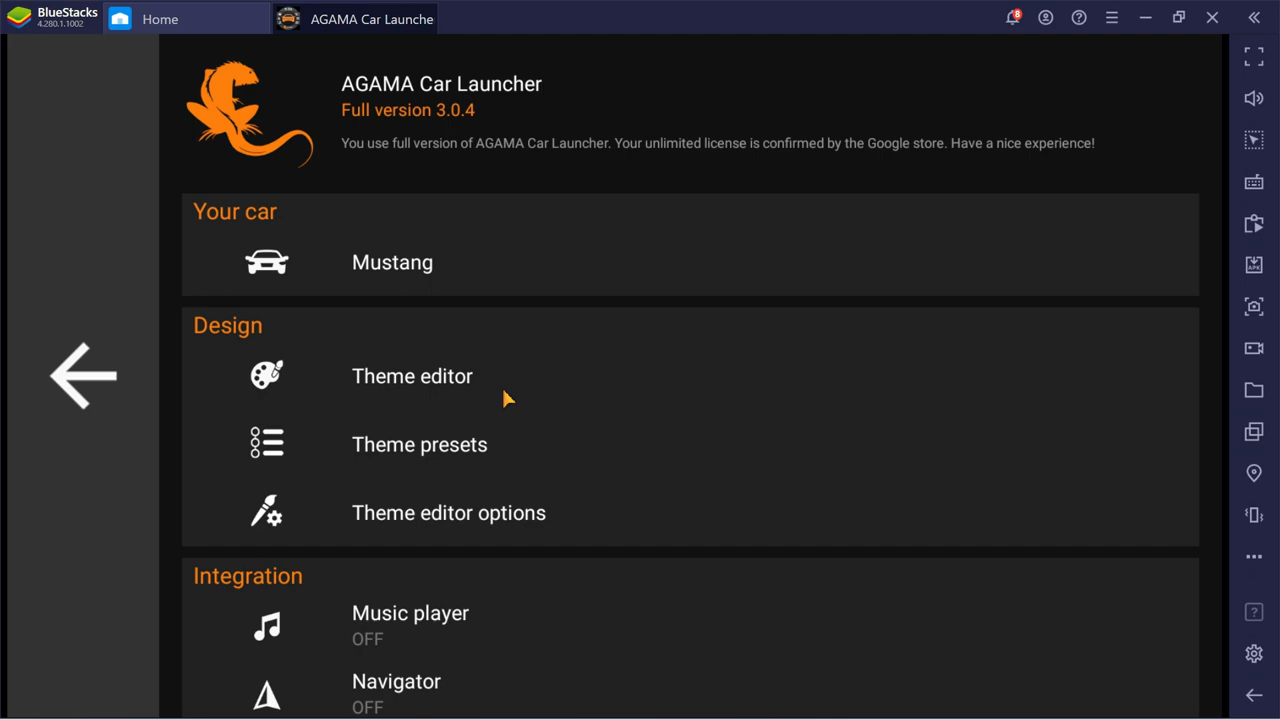 BlueStacks
4.280.1.1002
Home
AGAMA Car Launche
8
AGAMA Car Launcher
Full version 3.0.4
You use full version of AGAMA Car Launcher. Your unlimited license is confirmed by the Google store. Have a nice experience!
Your car
Mustang
Design
Theme editor
Theme presets
Theme editor options
Integration
Music player
OFF
Navigator
OFF